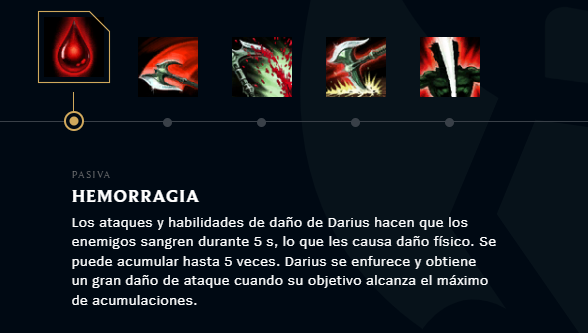 PASIVA
HEMORRAGIA
Los ataques y habilidades de daño de Darius hacen que los
enemigos sangren durante 5 s, lo que les causa daño físico. Se
puede acumular hasta 5 veces. Darius se enfurece y obtiene
un gran daño de ataque cuando su objetivo alcanza el máximo
de acumulaciones.